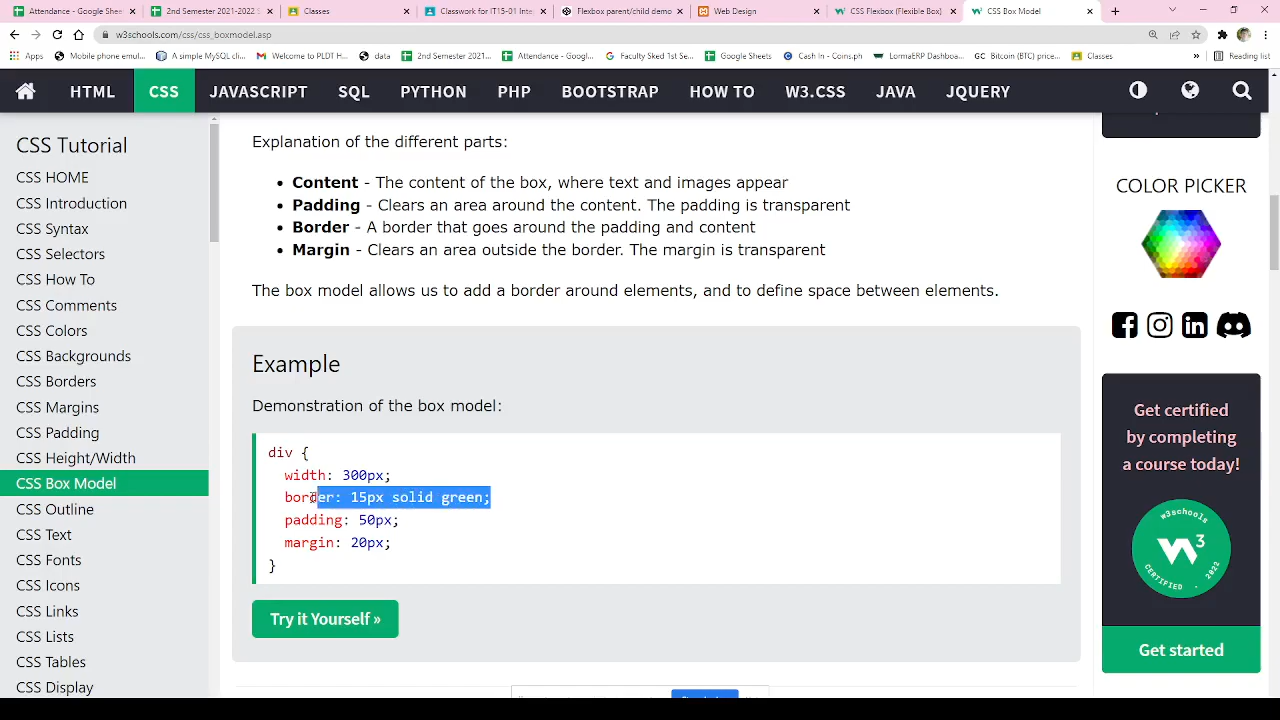 Attendance - Google Sheet
2nd Semester 2021-2022 S
Classes
Classwork for IT15-01 Inte
Flexbox parent/child demo
Web Design
CSS Flexbox (Flexible Box)
CSS Box Model
w3schools.com/css/css_boxmodel.asp
Apps
Mobile phone emul...
A simple MySQL cli...
Welcome to PLDT H...
data
2nd Semester 2021...
Attendance - Googl...
Faculty Sked 1st Se...
Google Sheets
Cash In - Coins.ph
LormaERP Dashboa...
Bitcoin (BTC) price...
Classes
»
Reading list
HTML
CSS
JAVASCRIPT
SQL
PYTHON
PHP
BOOTSTRAP
HOW TO
W3.CSS
JAVA
JQUERY
CSS Tutorial
CSS HOME
CSS Introduction
CSS Syntax
CSS Selectors
CSS How To
CSS Comments
CSS Colors
CSS Backgrounds
CSS Borders
CSS Margins
CSS Padding
CSS Height/Width
CSS Box Model
CSS Outline
CSS Text
CSS Fonts
CSS Icons
CSS Links
CSS Lists
CSS Tables
CSS Display
Explanation of the different parts:
• Content - The content of the box, where text and images appear
• Padding - Clears an area around the content. The padding is transparent
• Border - A border that goes around the padding and content
• Margin - Clears an area outside the border. The margin is transparent
The box model allows us to add a border around elements, and to define space between elements.
Example
Demonstration of the box model:
div {
width: 300px;
border: 15px solid green;
padding: 50px;
margin: 20px;
}
Try it Yourself »
COLOR PICKER
Get certified
by completing
a course today!
w3schools
W3
CERTIFIED . 2022
Get started